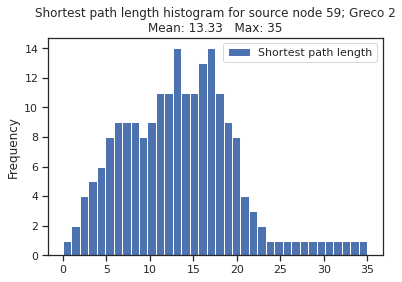 Shortest path length histogram for source node 59; Greco 2
Mean: 13.33   Max: 35
Shortest path length
Frequency
14
12
10
8
6
4
2
0
0 5 10 15 20 25 30 35